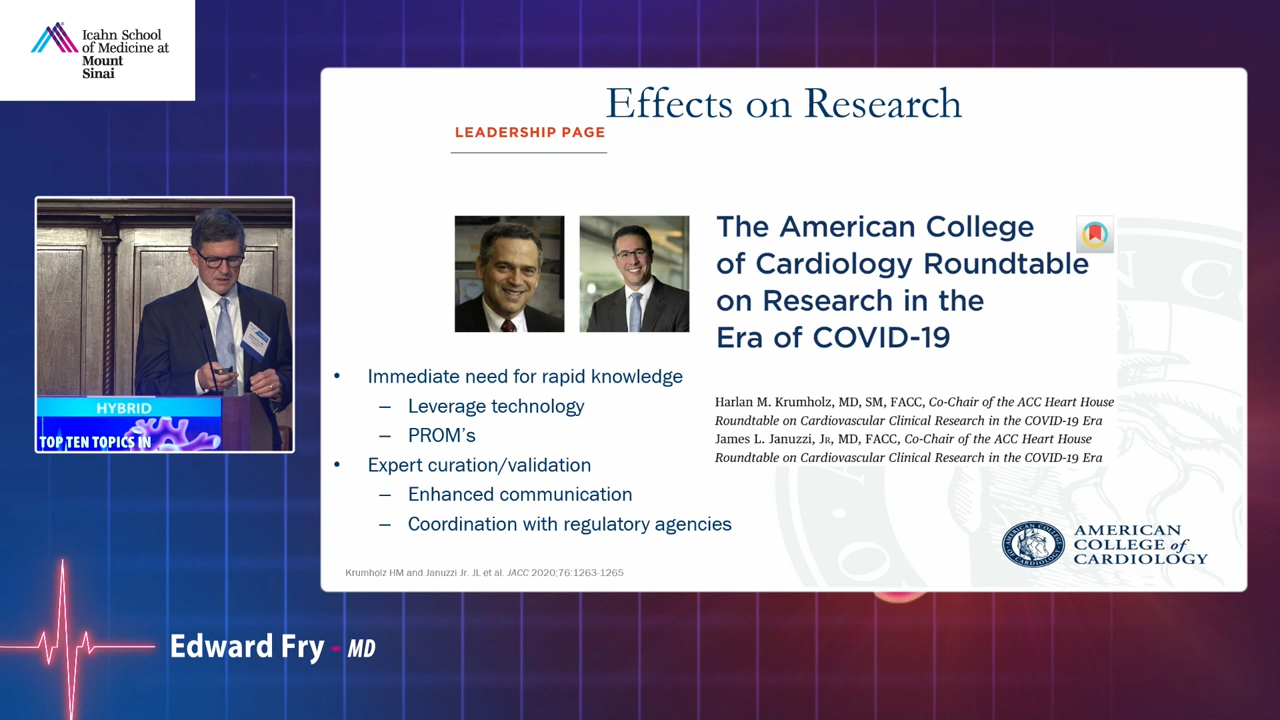 Icahn School
of Medicine at
Mount
Sinai
Effects on Research
LEADERSHIP PAGE
The American College
of Cardiology Roundtable
on Research in the
Era of COVID-19
Harlan M. Krumholz, MD, SM, FACC, Co-Chair of the ACC Heart House
Roundtable on Cardiovascular Clinical Research in the COVID-19 Era
James L. Januzzi, JR, MD, FACC, Co-Chair of the ACC Heart House
Roundtable on Cardiovascular Clinical Research in the COVID-19 Era
• Immediate need for rapid knowledge
– Leverage technology
– PROM's
• Expert curation/validation
– Enhanced communication
– Coordination with regulatory agencies
Krumholz HM and Januzzi Jr. JL et al. JACC 2020;76:1263-1265
AMERICAN
COLLEGE of
CARDIOLOGY
HYBRID
TOP TEN TOPICS IN
Edward Fry - MD